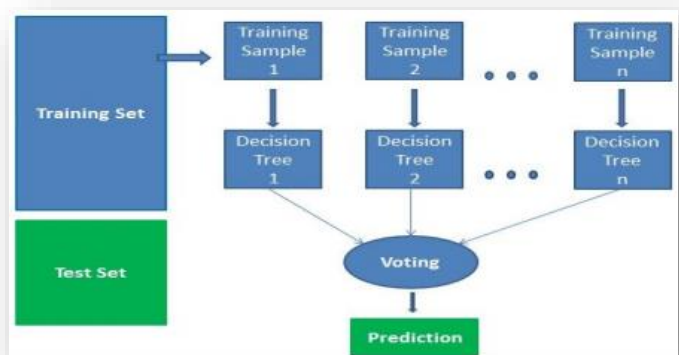 Training Set
Training
Sample
1
Training
Sample
2
Training
Sample
n
Decision
Tree
1
Decision
Tree
2
Decision
Tree
n
Test Set
Voting
Prediction